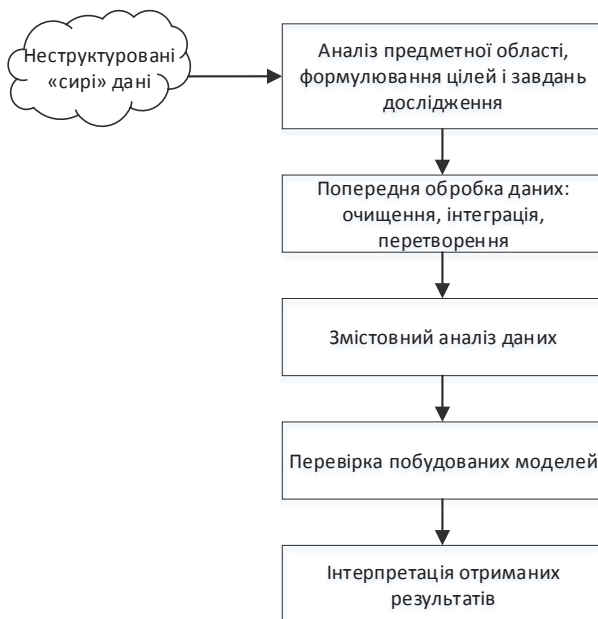 Неструктуровані
«сирі» дані
Аналіз предметної області,
формулювання цілей і завдань
дослідження
Попередня обробка даних:
очищення, інтеграція,
перетворення
Змістовний аналіз даних
Перевірка побудованих моделей
Інтерпретація отриманих
результатів